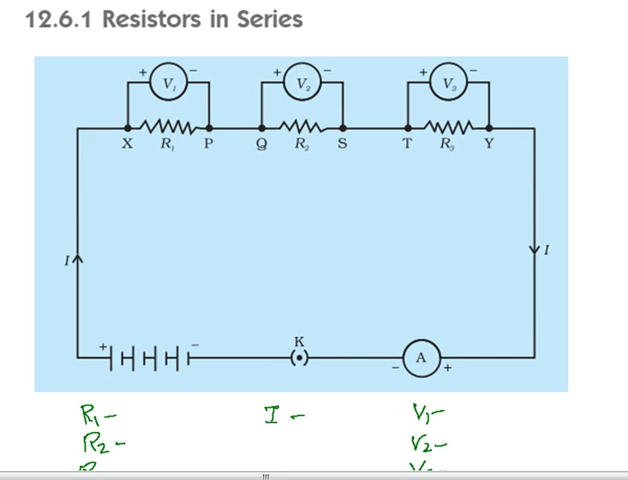 12.6.1 Resistors in Series
+ V₁ − + V₂ − + V₃ −
X R₁ P Q R₂ S T R₃ Y
I I
+ − K − A +
R₁ − I − V₁ −
R₂ − V₂ −